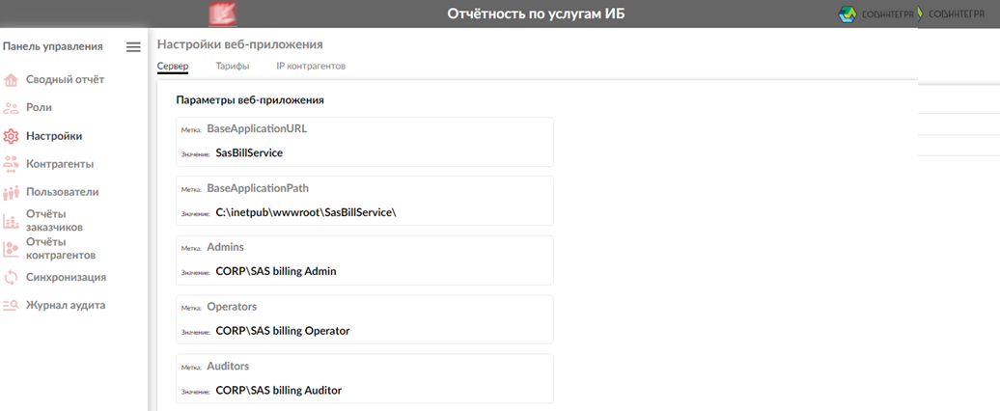 Отчётность по услугам ИБ
СОВИНТЕГРА СОВИНТЕГРА
Панель управления
Сводный отчёт
Роли
Настройки
Контрагенты
Пользователи
Отчёты
заказчиков
Отчёты
контрагентов
Синхронизация
Журнал аудита
Настройки веб-приложения
Сервер Тарифы IP контрагентов
Параметры веб-приложения
Метка: BaseApplicationURL
Значение: SasBillService
Метка: BaseApplicationPath
Значение: C:\inetpub\wwwroot\SasBillService\
Метка: Admins
Значение: CORP\SAS billing Admin
Метка: Operators
Значение: CORP\SAS billing Operator
Метка: Auditors
Значение: CORP\SAS billing Auditor